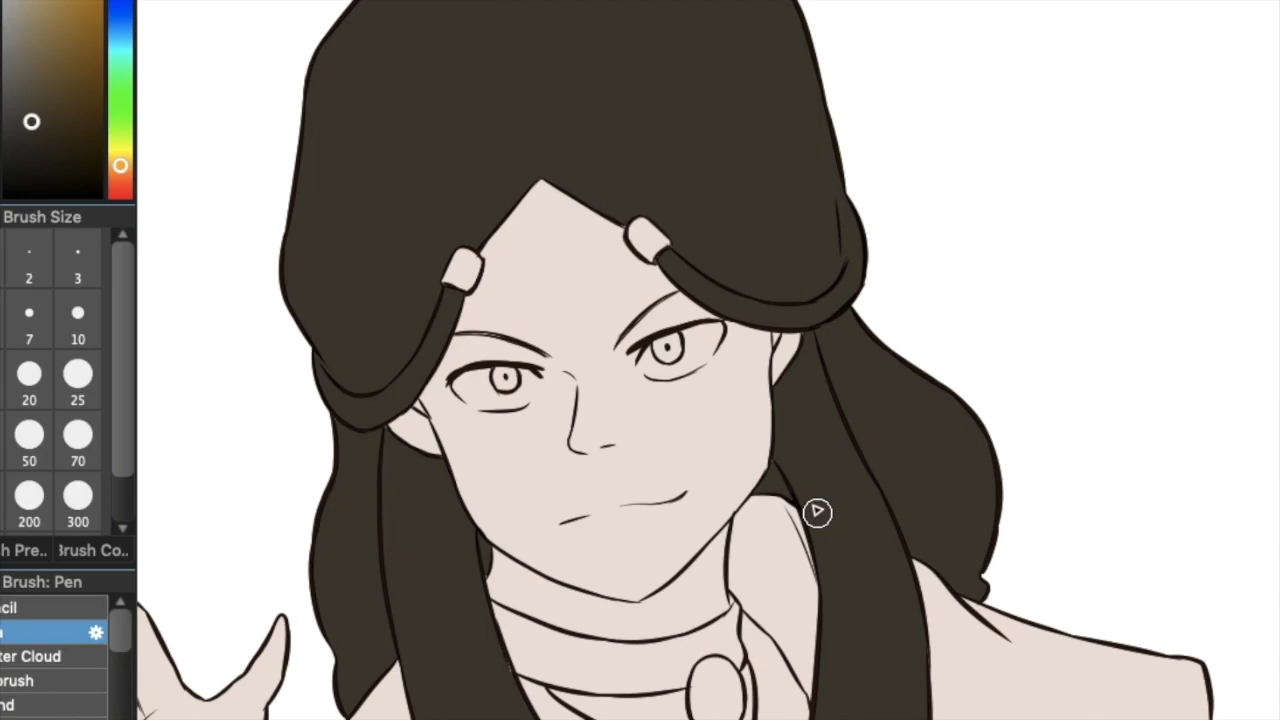 Brush Size
2 3
7 10
20 25
50 70
200 300
h Pre.. Brush Co..
Brush: Pen
cil
n
ter Cloud
brush
nd